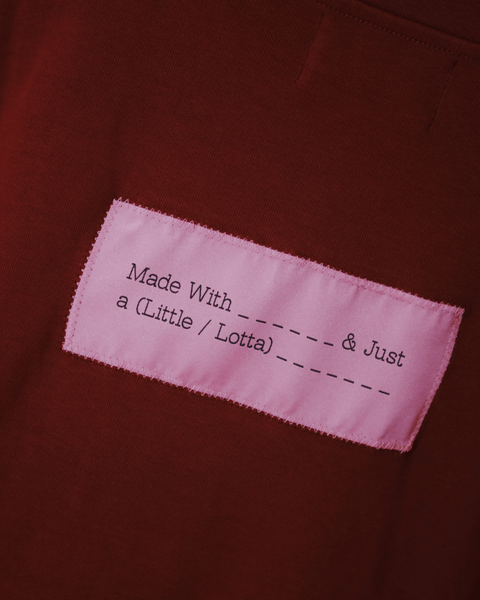 Made With _ _ _ _ _ _ & Just
a (Little / Lotta) _ _ _ _ _ _ _